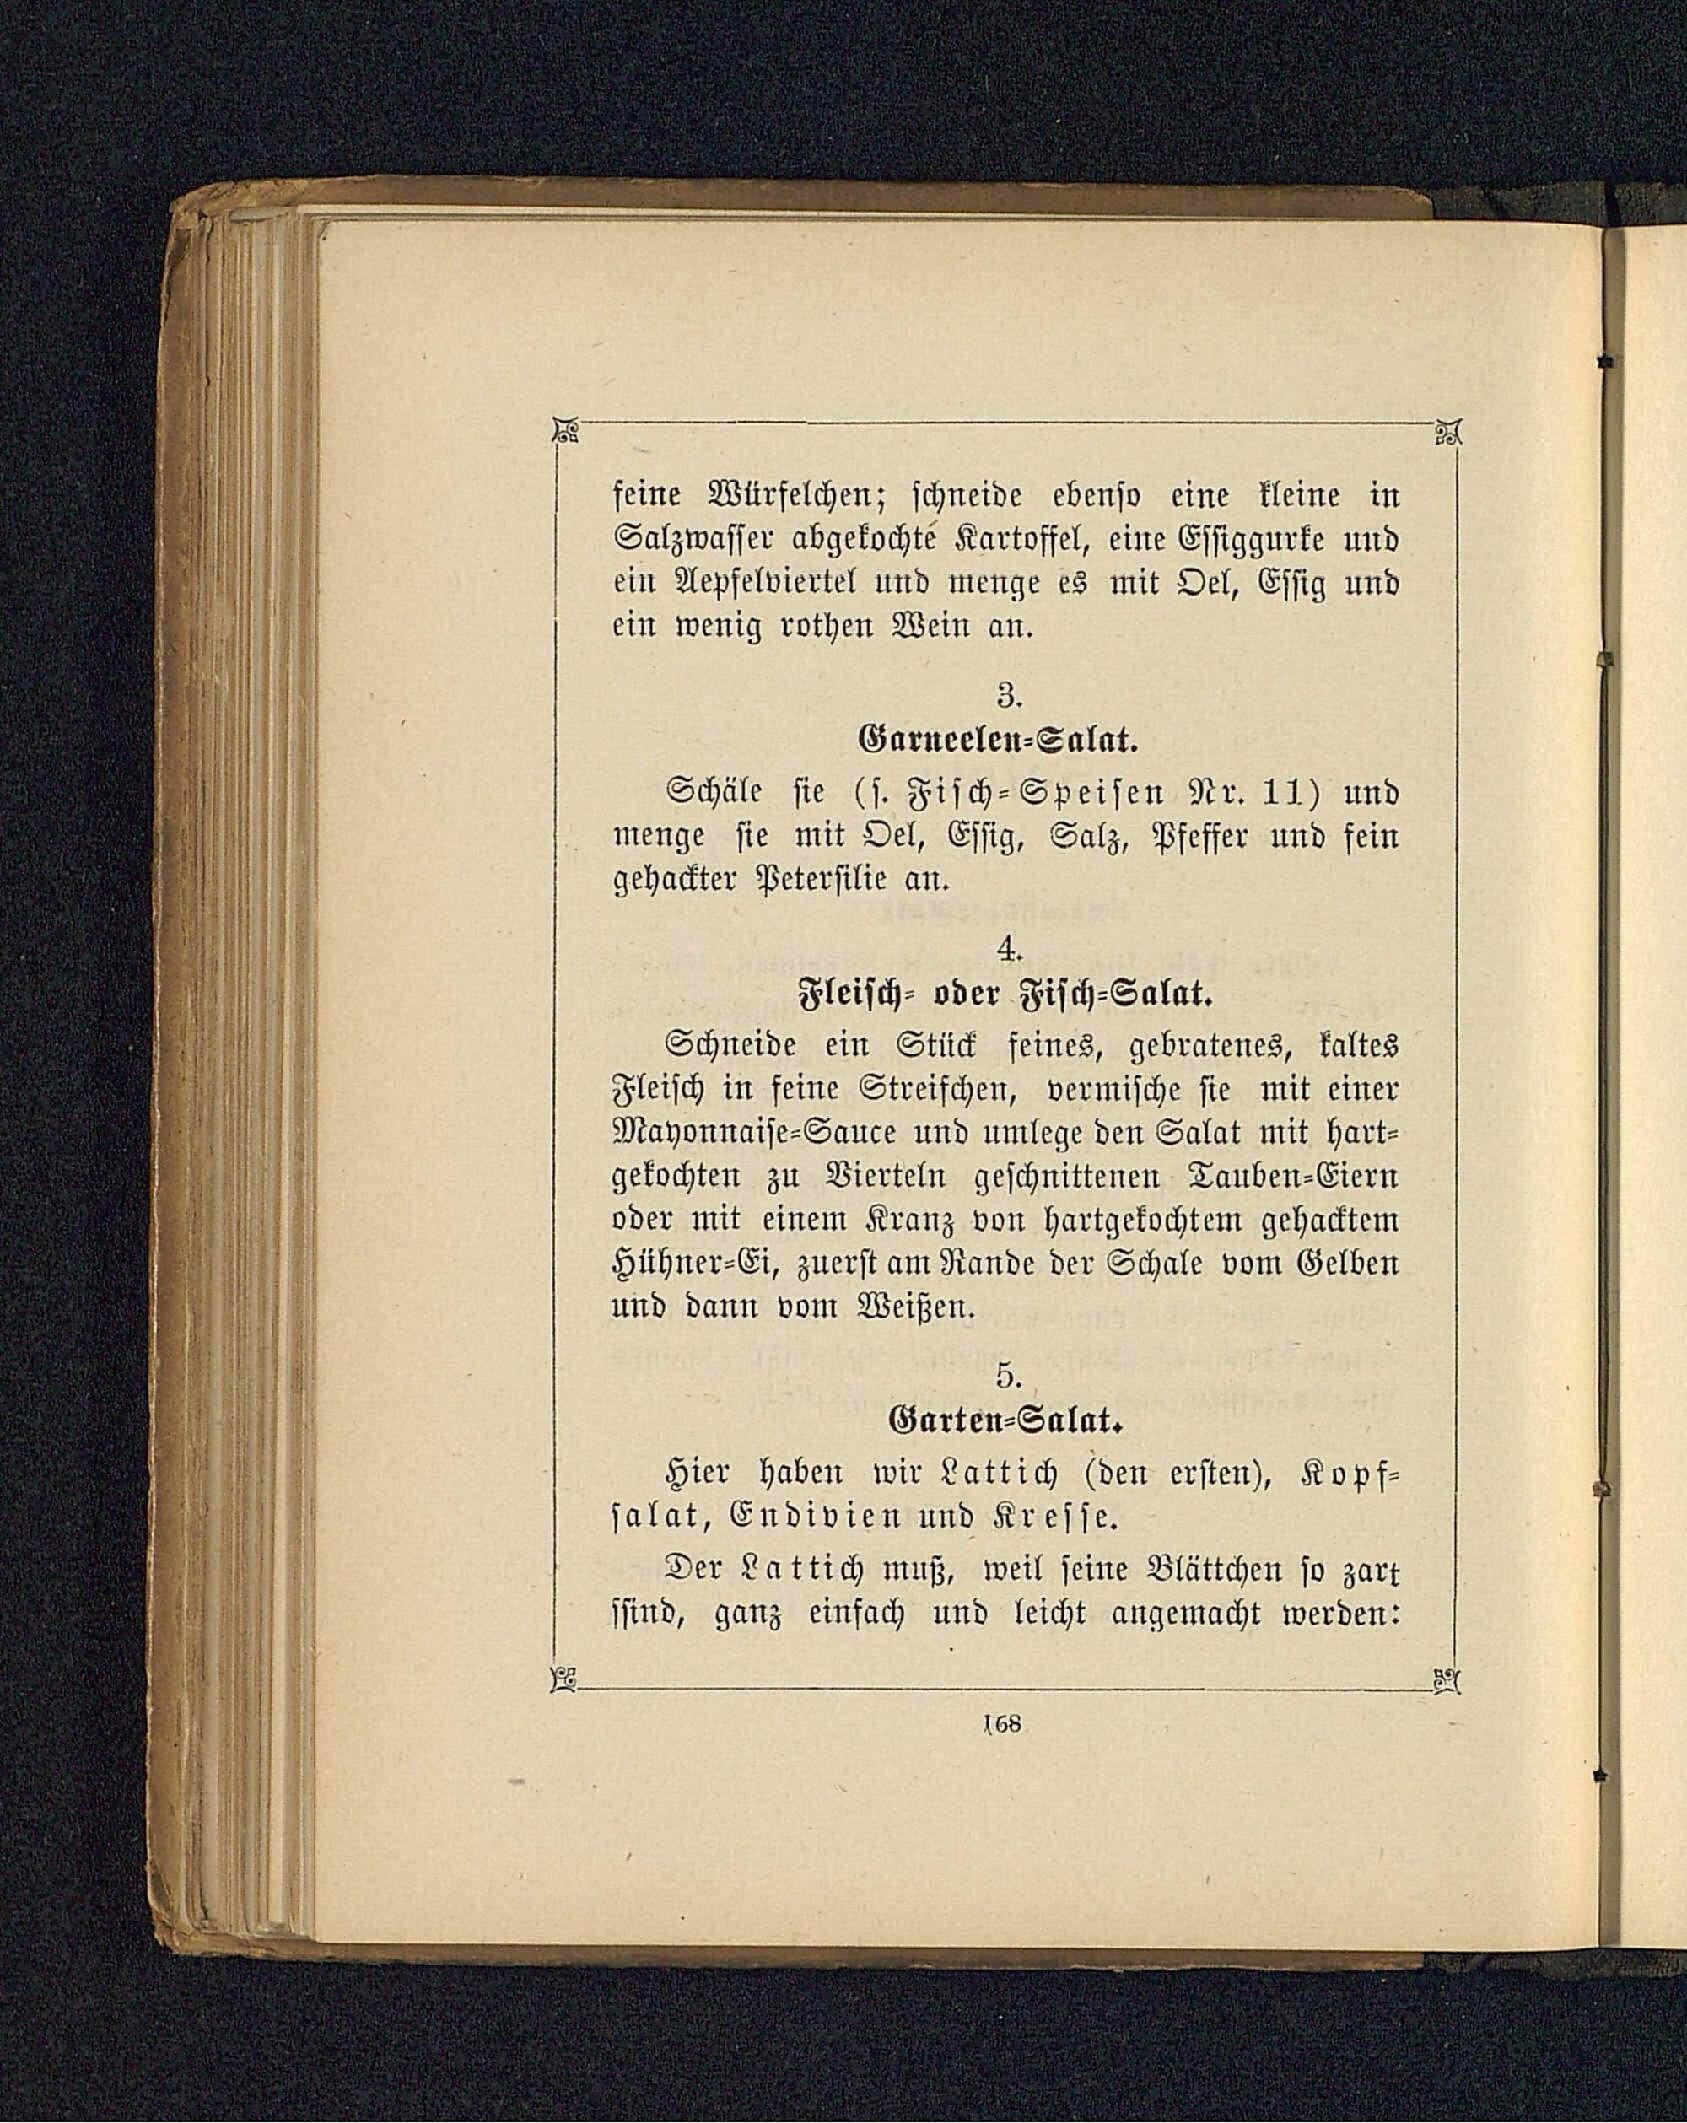 feine Würfelchen; schneide ebenso eine kleine in
Salzwasser abgekochte Kartoffel, eine Essiggurke und
ein Aepfelviertel und menge es mit Oel, Essig und
ein wenig rothen Wein an.
3.
Garneelen-Salat.
Schäle sie (s. Fisch-Speisen Nr. 11) und
menge sie mit Oel, Essig, Salz, Pfeffer und fein
gehackter Petersilie an.
4.
Fleisch- oder Fisch-Salat.
Schneide ein Stück feines, gebratenes, kaltes
Fleisch in feine Streifchen, vermische sie mit einer
Mayonnaise-Sauce und umlege den Salat mit hart-
gekochten zu Vierteln geschnittenen Tauben-Eiern
oder mit einem Kranz von hartgekochtem gehacktem
Hühner-Ei, zuerst am Rande der Schale vom Gelben
und dann vom Weißen.
5.
Garten-Salat.
Hier haben wir Lattich (den ersten), Kopf-
salat, Endivien und Kresse.
Der Lattich muß, weil seine Blättchen so zart
ssind, ganz einfach und leicht angemacht werden:
168